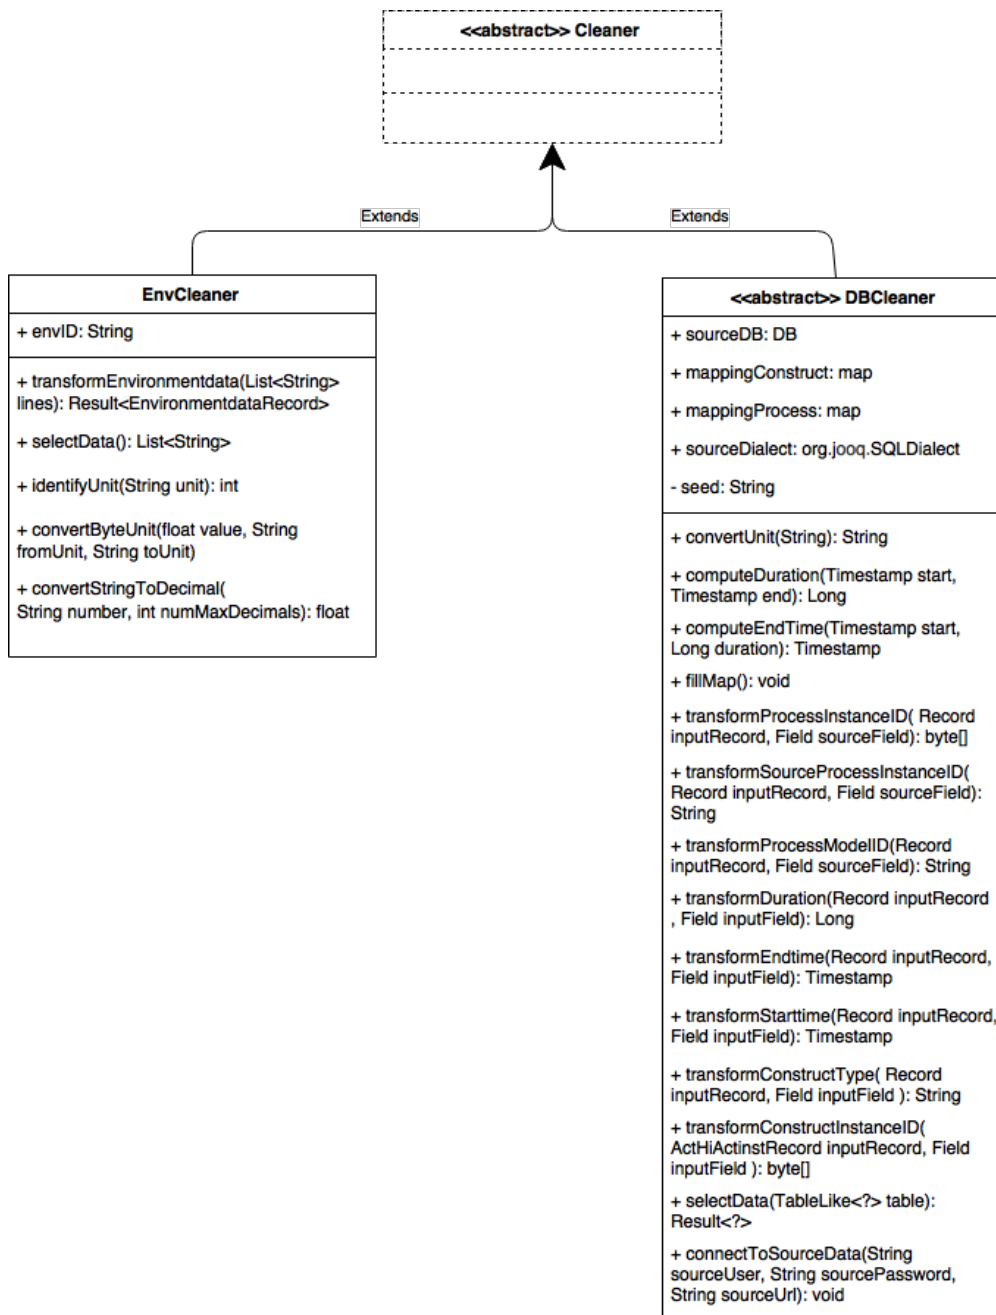 <<abstract>> Cleaner
Extends
Extends
EnvCleaner
+ envID: String
+ transformEnvironmentdata(List<String>
lines): Result<EnvironmentdataRecord>
+ selectData(): List<String>
+ identifyUnit(String unit): int
+ convertByteUnit(float value, String
fromUnit, String toUnit)
+ convertStringToDecimal(
String number, int numMaxDecimals): float
<<abstract>> DBCleaner
+ sourceDB: DB
+ mappingConstruct: map
+ mappingProcess: map
+ sourceDialect: org.jooq.SQLDialect
- seed: String
+ convertUnit(String): String
+ computeDuration(Timestamp start,
Timestamp end): Long
+ computeEndTime(Timestamp start,
Long duration): Timestamp
+ fillMap(): void
+ transformProcessInstanceID( Record
inputRecord, Field sourceField): byte[]
+ transformSourceProcessInstanceID(
Record inputRecord, Field sourceField):
String
+ transformProcessModelID(Record
inputRecord, Field sourceField): String
+ transformDuration(Record inputRecord
, Field inputField): Long
+ transformEndtime(Record inputRecord,
Field inputField): Timestamp
+ transformStarttime(Record inputRecord,
Field inputField): Timestamp
+ transformConstructType( Record
inputRecord, Field inputField ): String
+ transformConstructInstanceID(
ActHiActinstRecord inputRecord, Field
inputField ): byte[]
+ selectData(TableLike<?> table):
Result<?>
+ connectToSourceData(String
sourceUser, String sourcePassword,
String sourceUrl): void